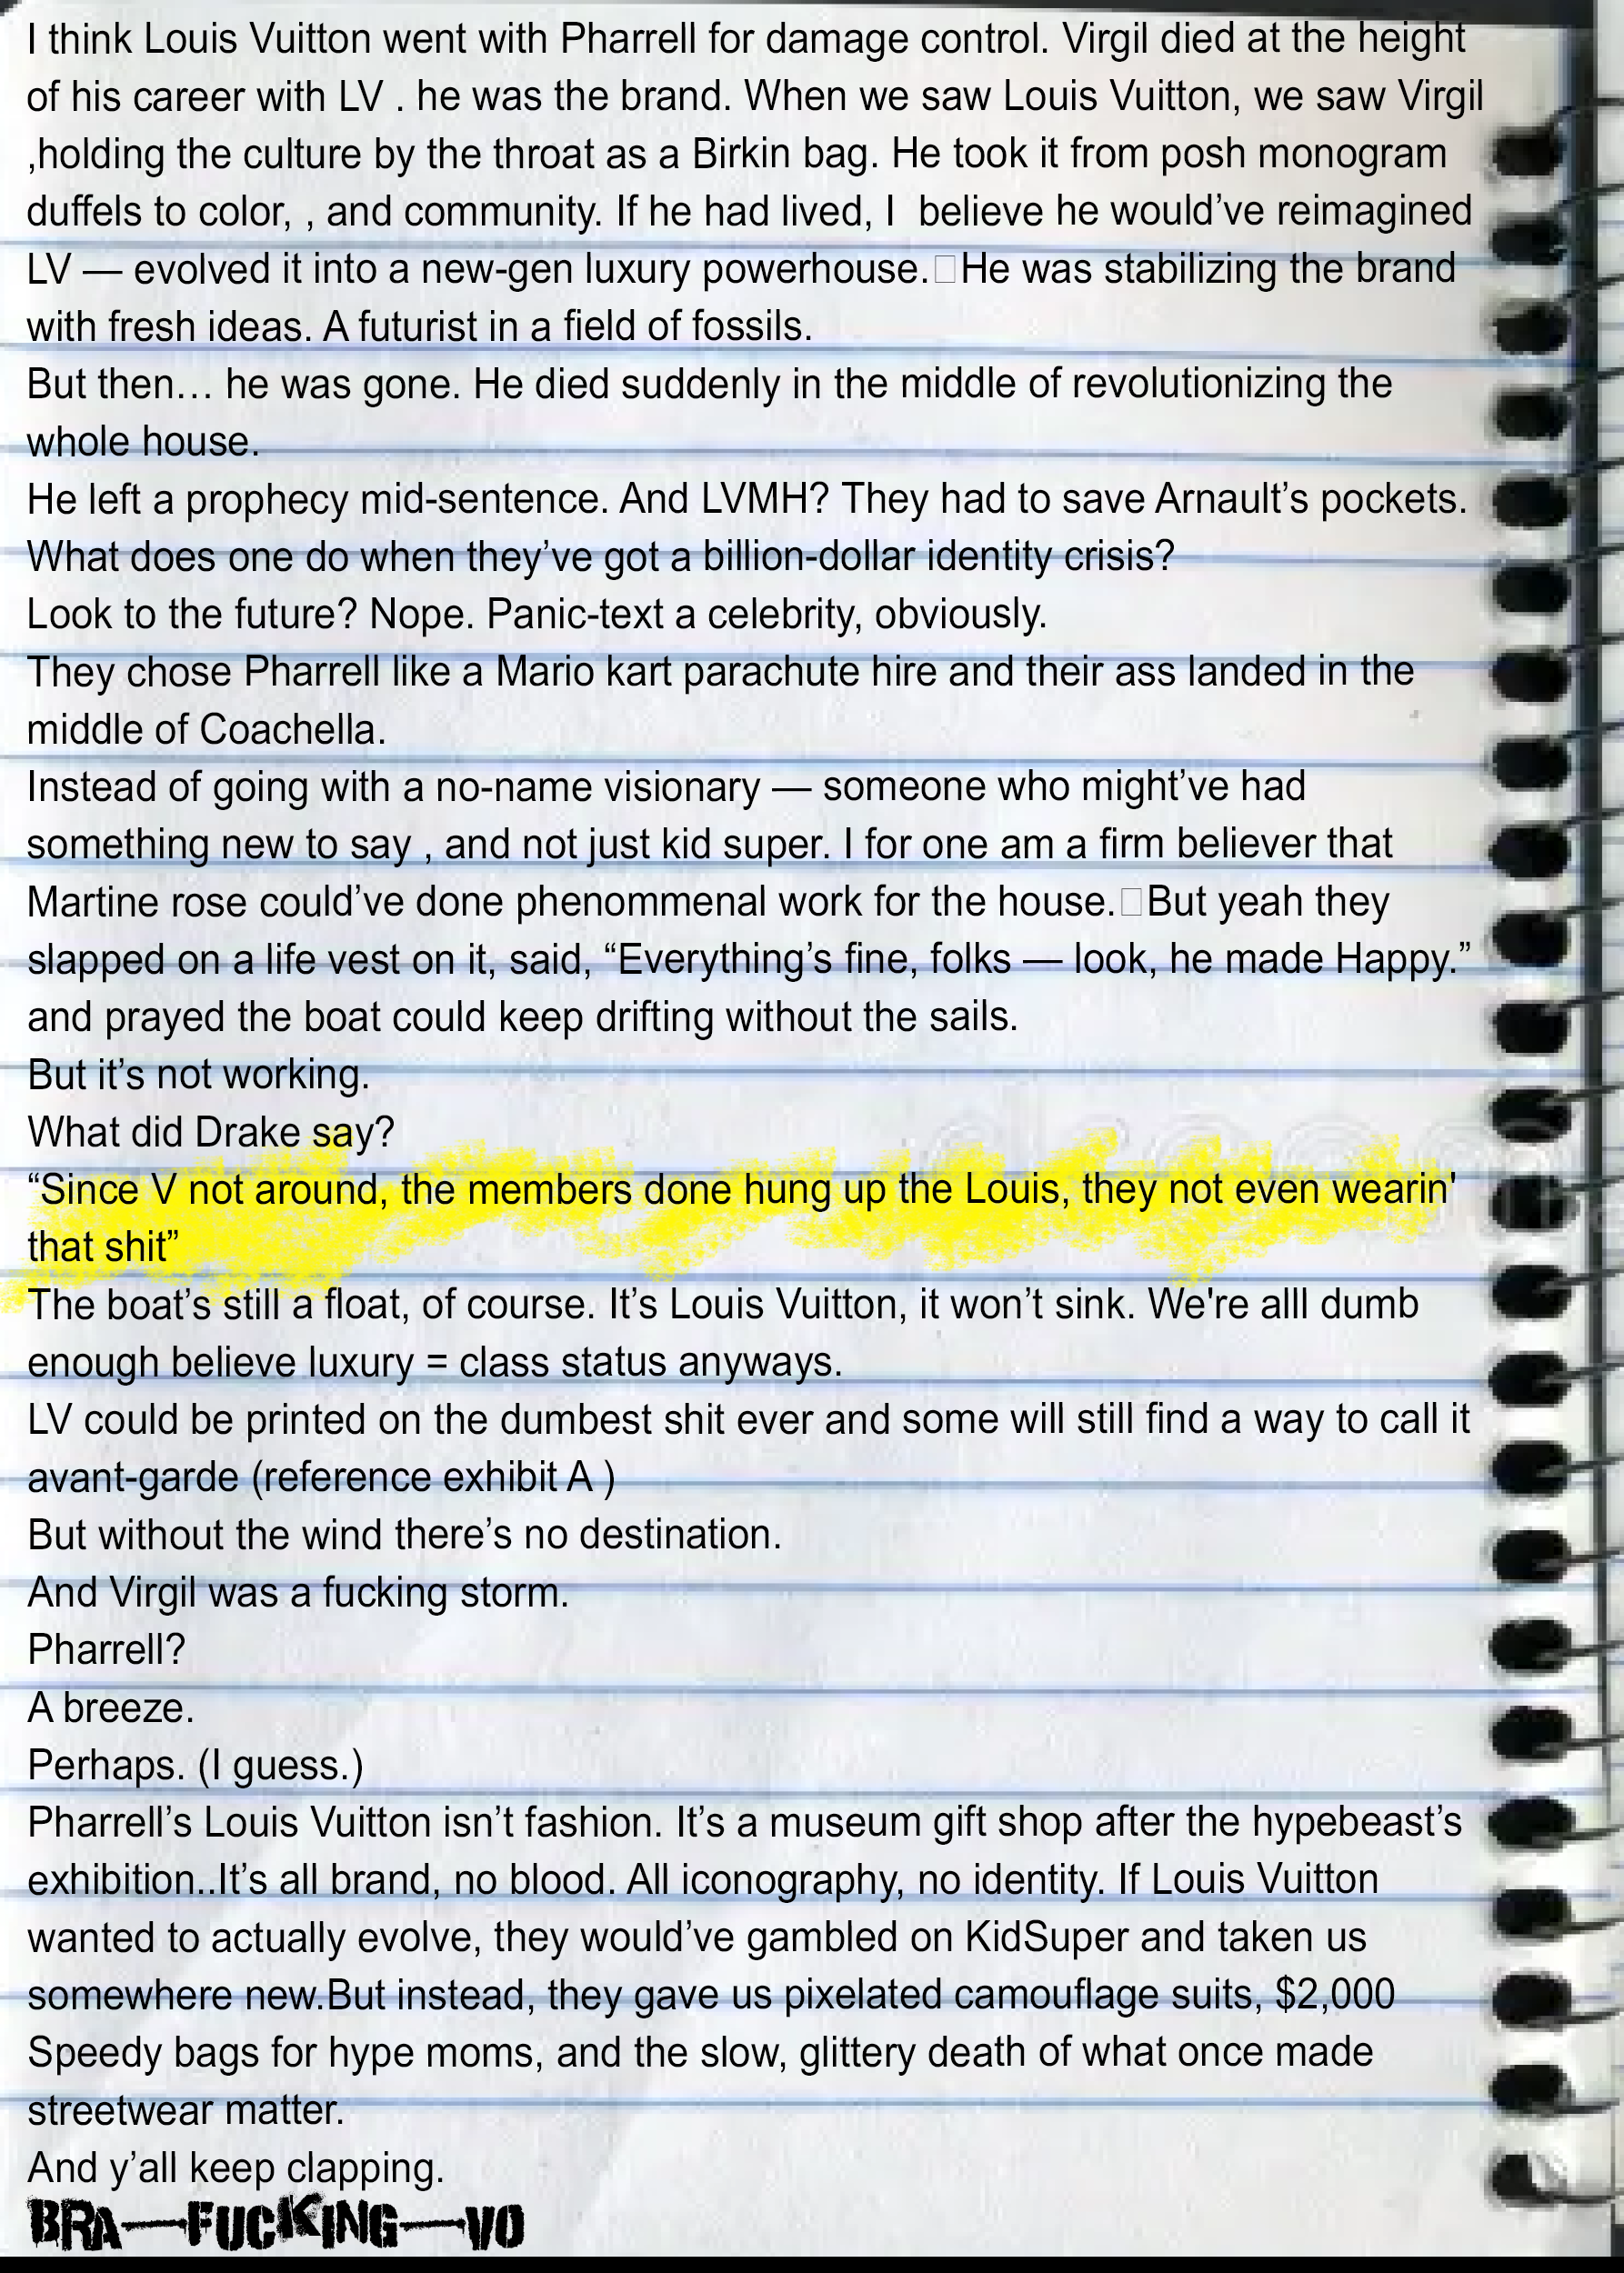 I think Louis Vuitton went with Pharrell for damage control. Virgil died at the height
of his career with LV . he was the brand. When we saw Louis Vuitton, we saw Virgil
,holding the culture by the throat as a Birkin bag. He took it from posh monogram
duffels to color, , and community. If he had lived, I  believe he would’ve reimagined
LV — evolved it into a new-gen luxury powerhouse.□He was stabilizing the brand
with fresh ideas. A futurist in a field of fossils.
But then… he was gone. He died suddenly in the middle of revolutionizing the
whole house.
He left a prophecy mid-sentence. And LVMH? They had to save Arnault’s pockets.
What does one do when they’ve got a billion-dollar identity crisis?
Look to the future? Nope. Panic-text a celebrity, obviously.
They chose Pharrell like a Mario kart parachute hire and their ass landed in the
middle of Coachella.
Instead of going with a no-name visionary — someone who might’ve had
something new to say , and not just kid super. I for one am a firm believer that
Martine rose could’ve done phenommenal work for the house.□But yeah they
slapped on a life vest on it, said, “Everything’s fine, folks — look, he made Happy.”
and prayed the boat could keep drifting without the sails.
But it’s not working.
What did Drake say?
“Since V not around, the members done hung up the Louis, they not even wearin'
that shit”
The boat’s still a float, of course. It’s Louis Vuitton, it won’t sink. We're alll dumb
enough believe luxury = class status anyways.
LV could be printed on the dumbest shit ever and some will still find a way to call it
avant-garde (reference exhibit A )
But without the wind there’s no destination.
And Virgil was a fucking storm.
Pharrell?
A breeze.
Perhaps. (I guess.)
Pharrell’s Louis Vuitton isn’t fashion. It’s a museum gift shop after the hypebeast’s
exhibition..It’s all brand, no blood. All iconography, no identity. If Louis Vuitton
wanted to actually evolve, they would’ve gambled on KidSuper and taken us
somewhere new.But instead, they gave us pixelated camouflage suits, $2,000
Speedy bags for hype moms, and the slow, glittery death of what once made
streetwear matter.
And y’all keep clapping.
BRA—FUCKING—VO